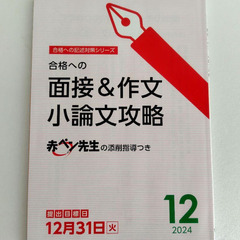 合格への記述対策シリーズ
合格への
面接&作文
小論文攻略
赤ペン先生の添削指導つき
提出目標日
12月31日火
12
2024